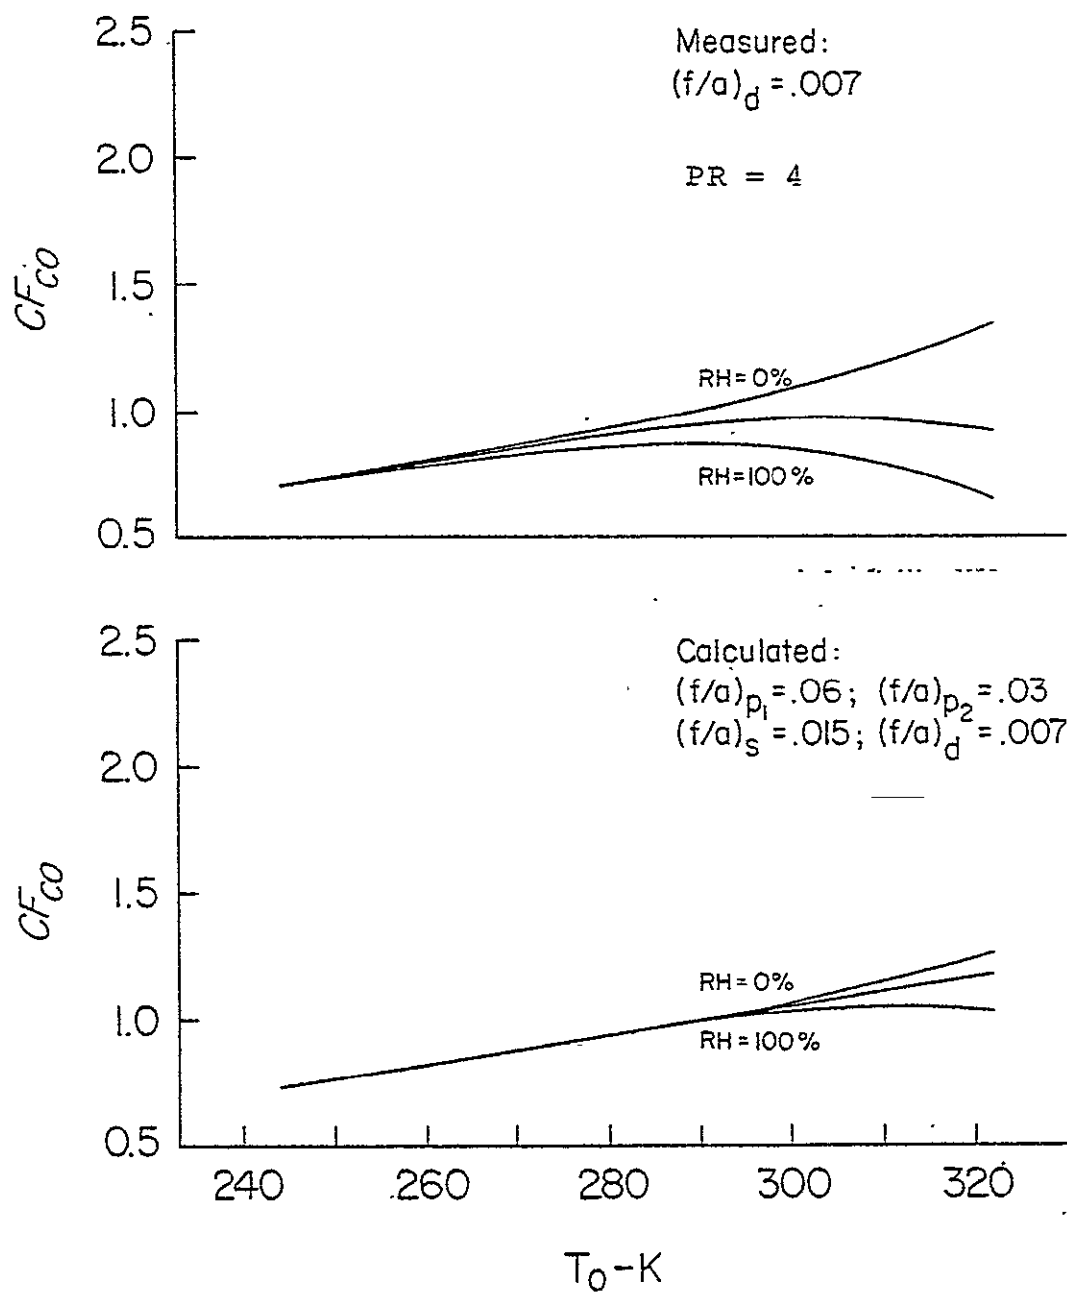 2.5
Measured:
(f/a)d = .007
2.0
PR = 4
1.5
CFCO
RH = 0%
1.0
RH = 100%
0.5
2.5
Calculated:
(f/a)p1 = .06; (f/a)p2 = .03
(f/a)s = .015; (f/a)d = .007
2.0
1.5
CFCO
RH = 0%
1.0
RH = 100%
0.5
240 260 280 300 320
To-K